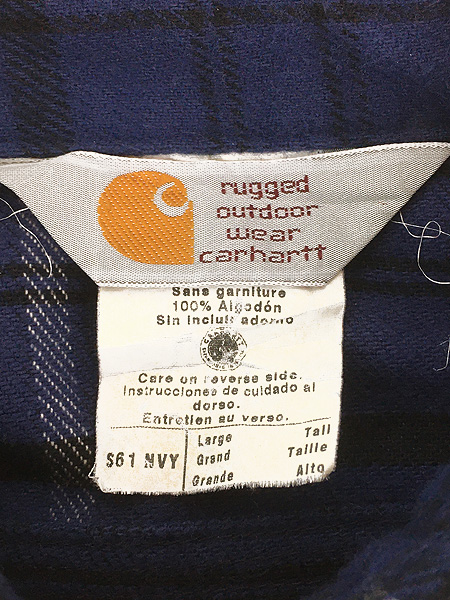 rugged
outdoor
wear
carhartt
Sans garniture
100% Algodón
Sin incluir adorno
Care on reverse side.
Instrucciones de cuidado al
dorso.
Entretien au verso.
S61 NVY
Large Tall
Grand Taille
Grande Alto